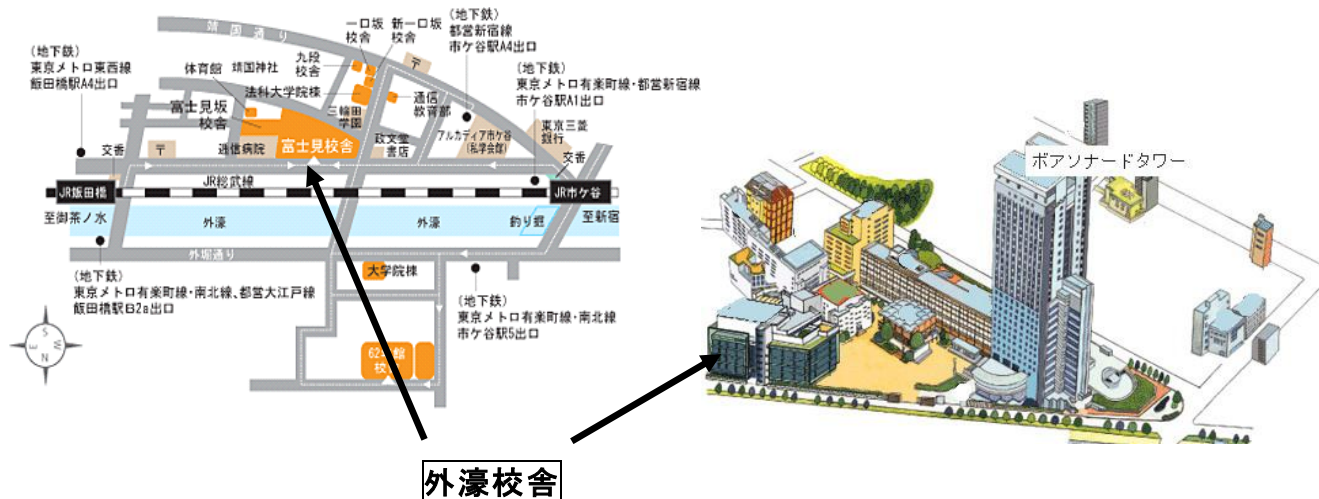 靖国通り
一口坂
校舎
新一口坂
校舎
(地下鉄)
都営新宿線
市ケ谷駅A4出口
(地下鉄)
東京メトロ東西線
飯田橋駅A4出口
九段
校舎
〒
体育館
靖国神社
(地下鉄)
東京メトロ有楽町線・都営新宿線
市ケ谷駅A1出口
法科大学院棟
富士見坂
校舎
三輪田
学園
通信
教育部
東京三菱
銀行
政文堂
書店
アルカディア市ケ谷
(私学会館)
富士見校舎
逓信病院
〒
交番
交番
JR飯田橋
JR総武線
JR市ケ谷
至御茶ノ水
外濠
外濠
釣り堀
至新宿
外堀通り
(地下鉄)
東京メトロ有楽町線・南北線、都営大江戸線
飯田橋駅B2a出口
大学院棟
(地下鉄)
東京メトロ有楽町線・南北線
市ケ谷駅5出口
S
E
W
N
ボアソナードタワー
外濠校舎